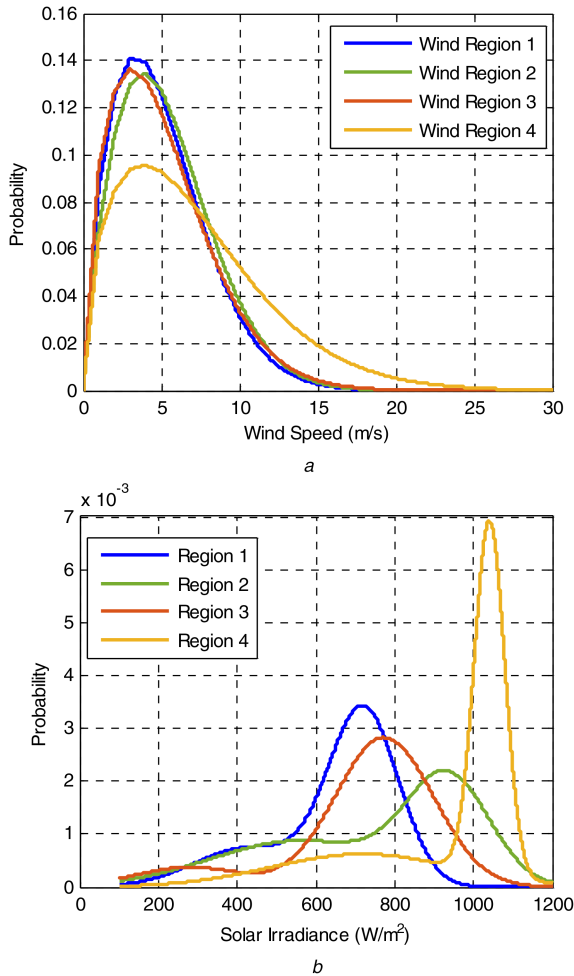 0.16
0.14
0.12
0.1
0.08
0.06
0.04
0.02
0
Probability
Wind Region 1
Wind Region 2
Wind Region 3
Wind Region 4
0 5 10 15 20 25 30
Wind Speed (m/s)
a
x 10⁻³
7
6
5
4
3
2
1
0
Probability
Region 1
Region 2
Region 3
Region 4
0 200 400 600 800 1000 1200
Solar Irradiance (W/m²)
b